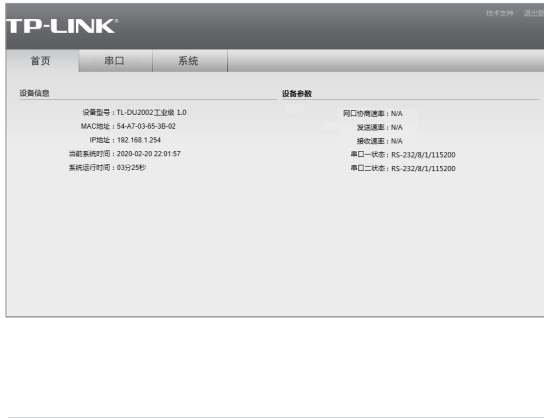 技术支持 退出登
TP-LINK®
首页 串口 系统
设备信息
设备型号：TL-DU2002工业级 1.0
MAC地址：54-A7-03-65-3B-02
IP地址：192.168.1.254
当前系统时间：2020-02-20 22:01:57
系统运行时间：03分25秒
设备参数
网口协商速率：N/A
发送速率：N/A
接收速率：N/A
串口一状态：RS-232/8/1/115200
串口二状态：RS-232/8/1/115200